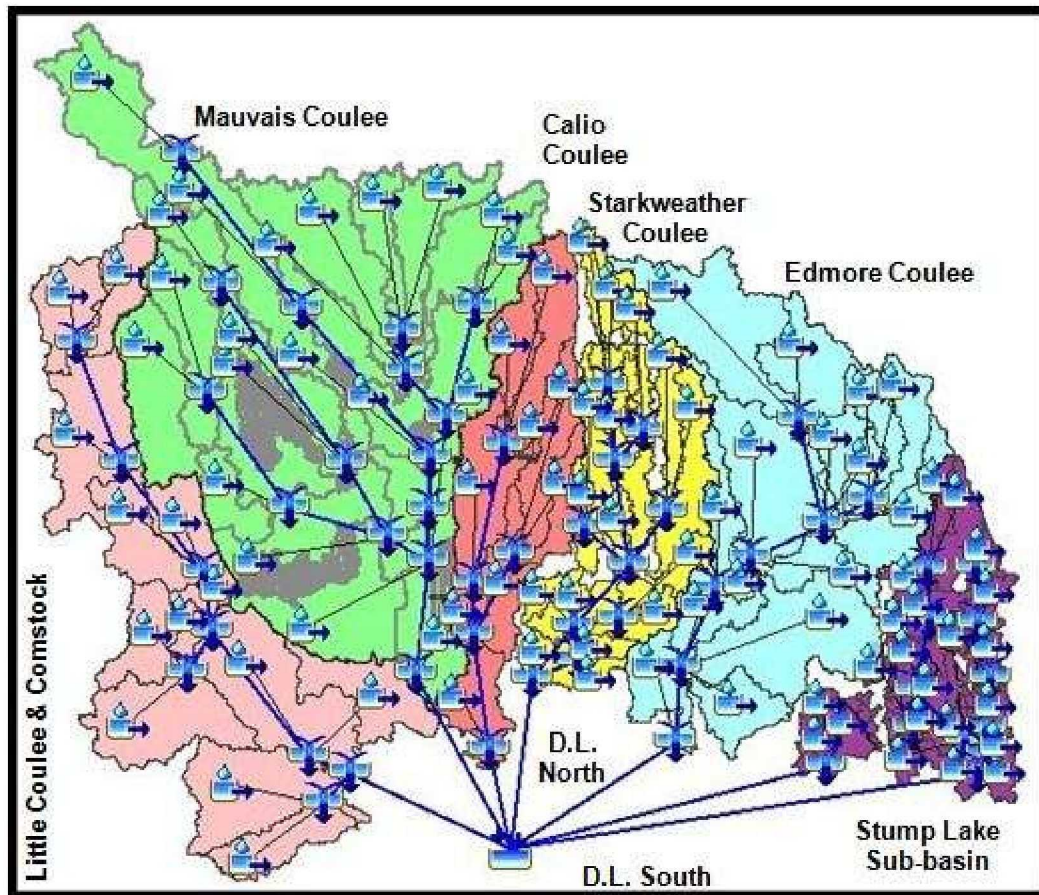 Mauvais Coulee
Calio
Coulee
Starkweather
Coulee
Edmore Coulee
Little Coulee & Comstock
D.L.
North
Stump Lake
Sub-basin
D.L. South